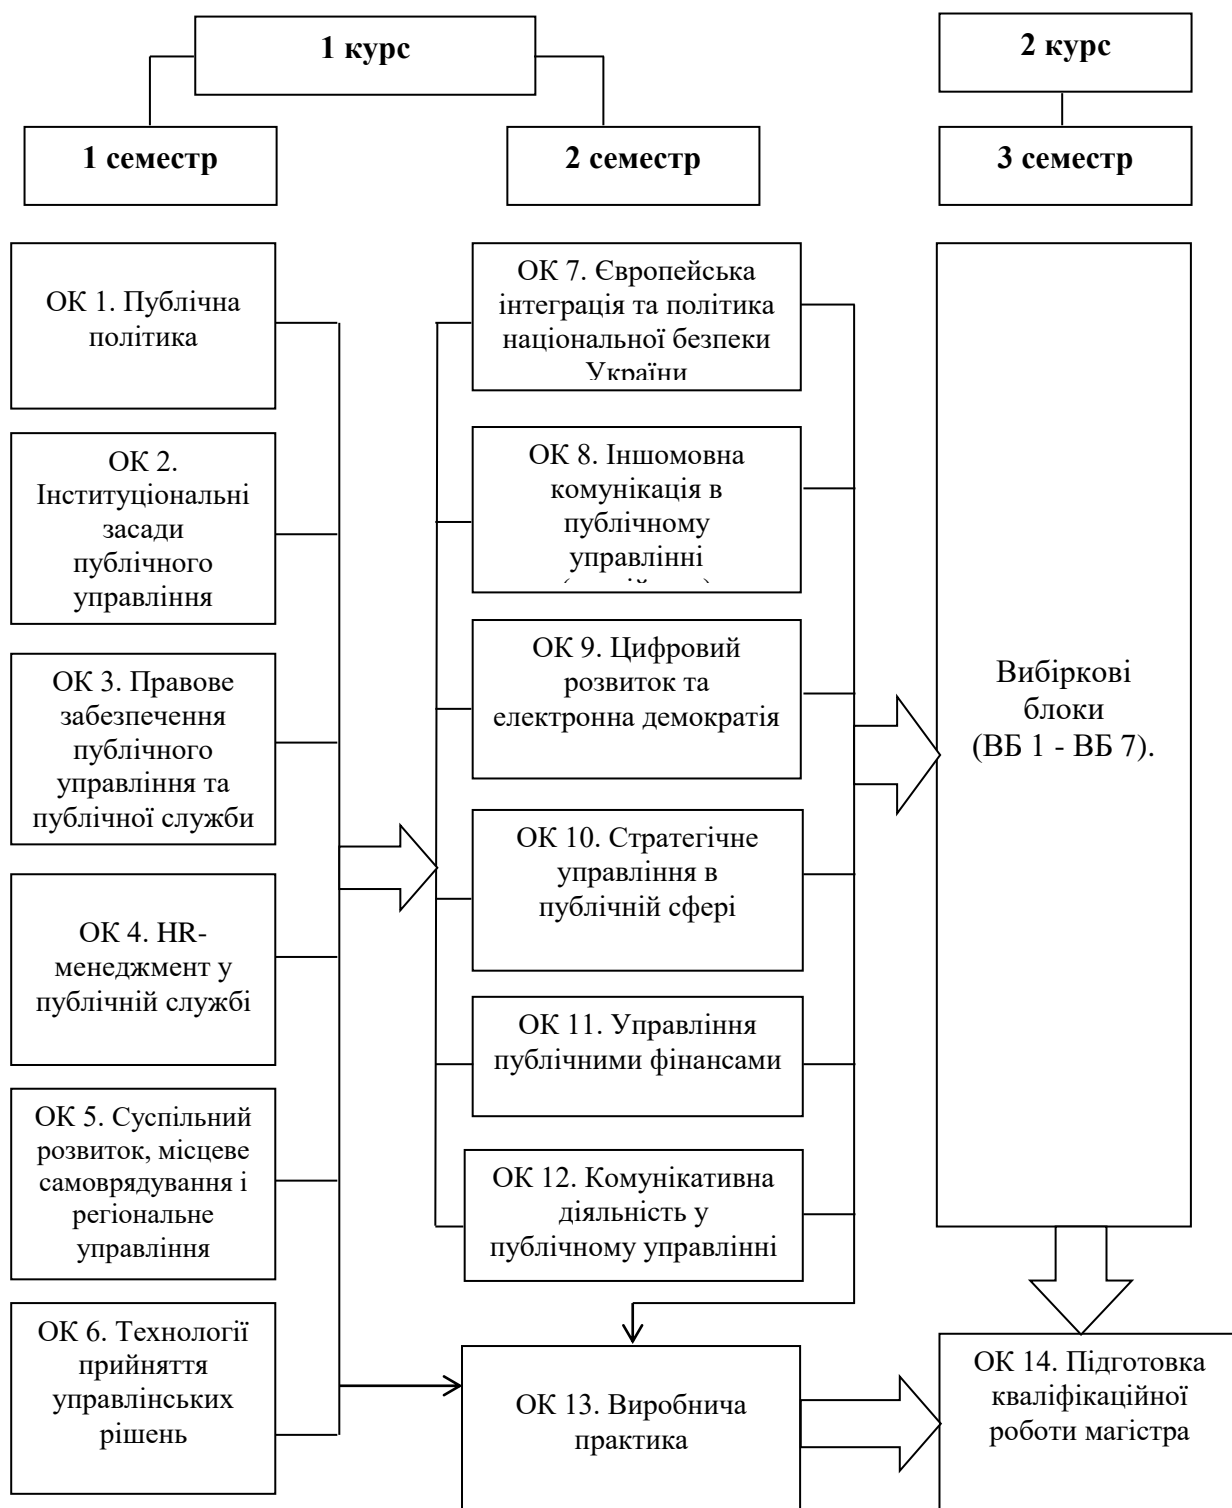 1 курс
2 курс
1 семестр
2 семестр
3 семестр
ОК 1. Публічна
політика
ОК 2.
Інституціональні
засади
публічного
управління
ОК 3. Правове
забезпечення
публічного
управління та
публічної служби
ОК 4. HR-
менеджмент у
публічній службі
ОК 5. Суспільний
розвиток, місцеве
самоврядування і
регіональне
управління
ОК 6. Технології
прийняття
управлінських
рішень
ОК 7. Європейська
інтеграція та політика
національної безпеки
України
ОК 8. Іншомовна
комунікація в
публічному
управлінні
ОК 9. Цифровий
розвиток та
електронна демократія
ОК 10. Стратегічне
управління в
публічній сфері
ОК 11. Управління
публічними фінансами
ОК 12. Комунікативна
діяльність у
публічному управлінні
ОК 13. Виробнича
практика
Вибіркові
блоки
(ВБ 1 - ВБ 7).
ОК 14. Підготовка
кваліфікаційної
роботи магістра